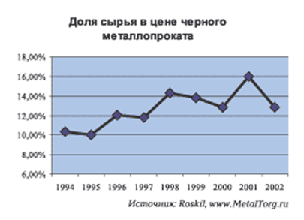 Доля сырья в цене черного
металлопроката
18,00%
16,00%
14,00%
12,00%
10,00%
8,00%
6,00%
1994 1995 1996 1997 1998 1999 2000 2001 2002
Источник: Roskil, www.MetalTorg.ru